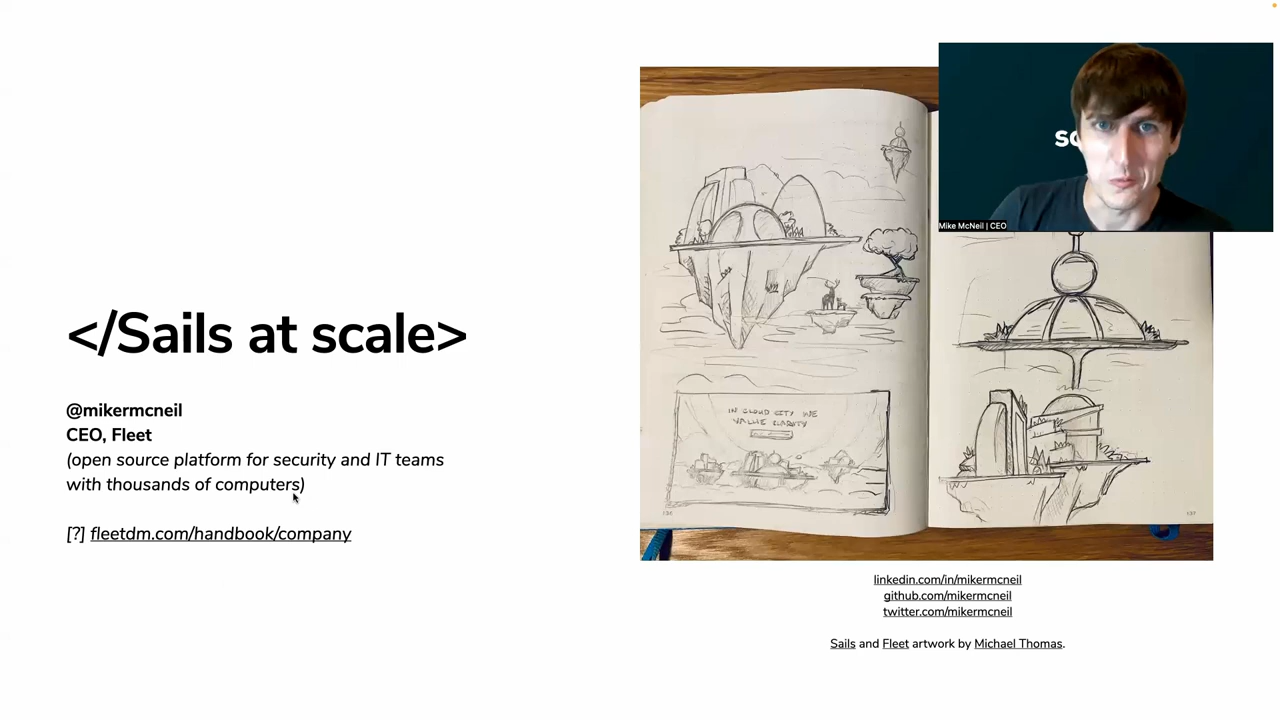 </Sails at scale>
@mikermcneil
CEO, Fleet
(open source platform for security and IT teams
with thousands of computers)
[?] fleetdm.com/handbook/company
IN CLOUD CITY WE
VALUE CLARITY
Mike McNeil | CEO
linkedin.com/in/mikermcneil
github.com/mikermcneil
twitter.com/mikermcneil
Sails and Fleet artwork by Michael Thomas.